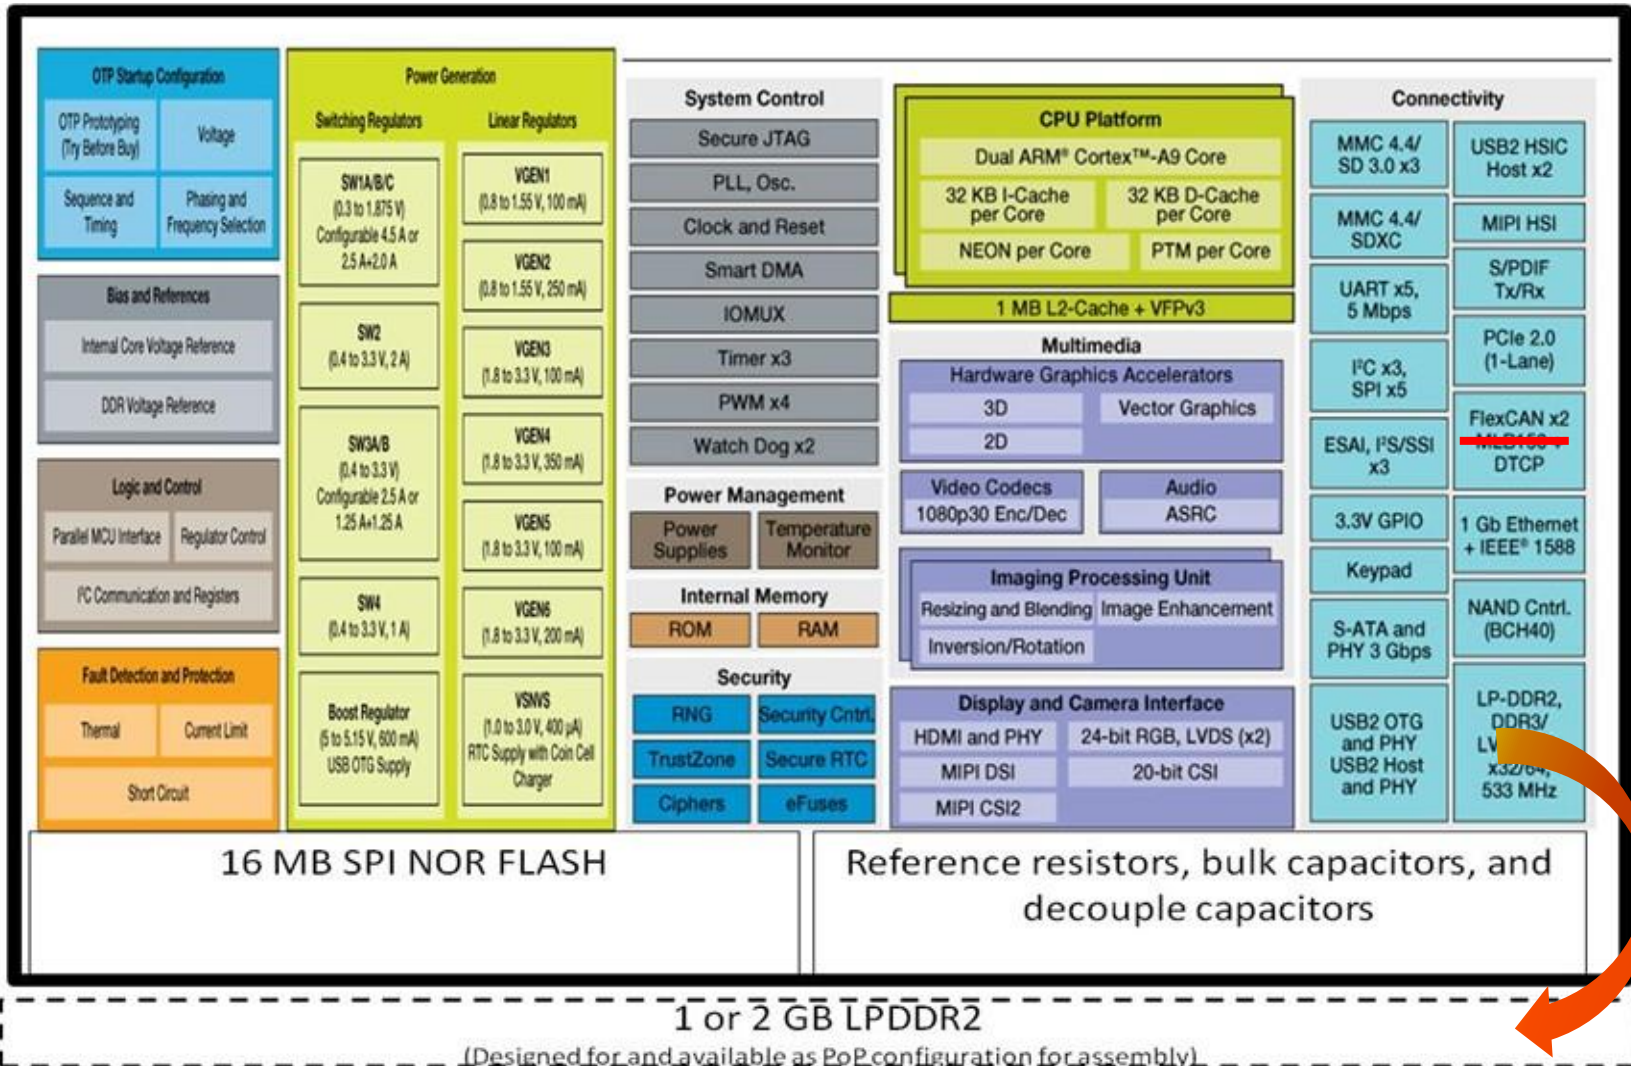 OTP Startup Configuration
OTP Prototyping
(Try Before Buy)
Voltage
Sequence and
Timing
Phasing and
Frequency Selection
Bias and References
Internal Core Voltage Reference
DDR Voltage Reference
Logic and Control
Parallel MCU Interface
Regulator Control
I²C Communication and Registers
Fault Detection and Protection
Thermal
Current Limit
Short Circuit
Power Generation
Switching Regulators
SW1A/B/C
(0.3 to 1.875 V)
Configurable 4.5 A or
2.5 A+2.0 A
SW2
(0.4 to 3.3 V, 2 A)
SW3A/B
(0.4 to 3.3 V)
Configurable 2.5 A or
1.25 A+1.25 A
SW4
(0.4 to 3.3 V, 1 A)
Boost Regulator
(5 to 5.15 V, 600 mA)
USB OTG Supply
Linear Regulators
VGEN1
(0.8 to 1.55 V, 100 mA)
VGEN2
(0.8 to 1.55 V, 250 mA)
VGEN3
(1.8 to 3.3 V, 100 mA)
VGEN4
(1.8 to 3.3 V, 350 mA)
VGEN5
(1.8 to 3.3 V, 100 mA)
VGEN6
(1.8 to 3.3 V, 200 mA)
VSNVS
(1.0 to 3.0 V, 400 µA)
RTC Supply with Coin Cell
Charger
System Control
Secure JTAG
PLL, Osc.
Clock and Reset
Smart DMA
IOMUX
Timer x3
PWM x4
Watch Dog x2
Power Management
Power
Supplies
Temperature
Monitor
Internal Memory
ROM
RAM
Security
RNG
Security Cntrl.
TrustZone
Secure RTC
Ciphers
eFuses
CPU Platform
Dual ARM® Cortex™-A9 Core
32 KB I-Cache
per Core
32 KB D-Cache
per Core
NEON per Core
PTM per Core
1 MB L2-Cache + VFPv3
Multimedia
Hardware Graphics Accelerators
3D
Vector Graphics
2D
Video Codecs
1080p30 Enc/Dec
Audio
ASRC
Imaging Processing Unit
Resizing and Blending
Image Enhancement
Inversion/Rotation
Display and Camera Interface
HDMI and PHY
24-bit RGB, LVDS (x2)
MIPI DSI
20-bit CSI
MIPI CSI2
Connectivity
MMC 4.4/
SD 3.0 x3
MMC 4.4/
SDXC
UART x5,
5 Mbps
I²C x3,
SPI x5
ESAI, I²S/SSI
x3
3.3V GPIO
Keypad
S-ATA and
PHY 3 Gbps
USB2 OTG
and PHY
USB2 Host
and PHY
USB2 HSIC
Host x2
MIPI HSI
S/PDIF
Tx/Rx
PCIe 2.0
(1-Lane)
FlexCAN x2
DTCP
1 Gb Ethernet
+ IEEE® 1588
NAND Cntrl.
(BCH40)
LP-DDR2,
DDR3/
x32/64,
533 MHz
16 MB SPI NOR FLASH
Reference resistors, bulk capacitors, and
decouple capacitors
1 or 2 GB LPDDR2
(Designed for and available as PoP configuration for assembly)